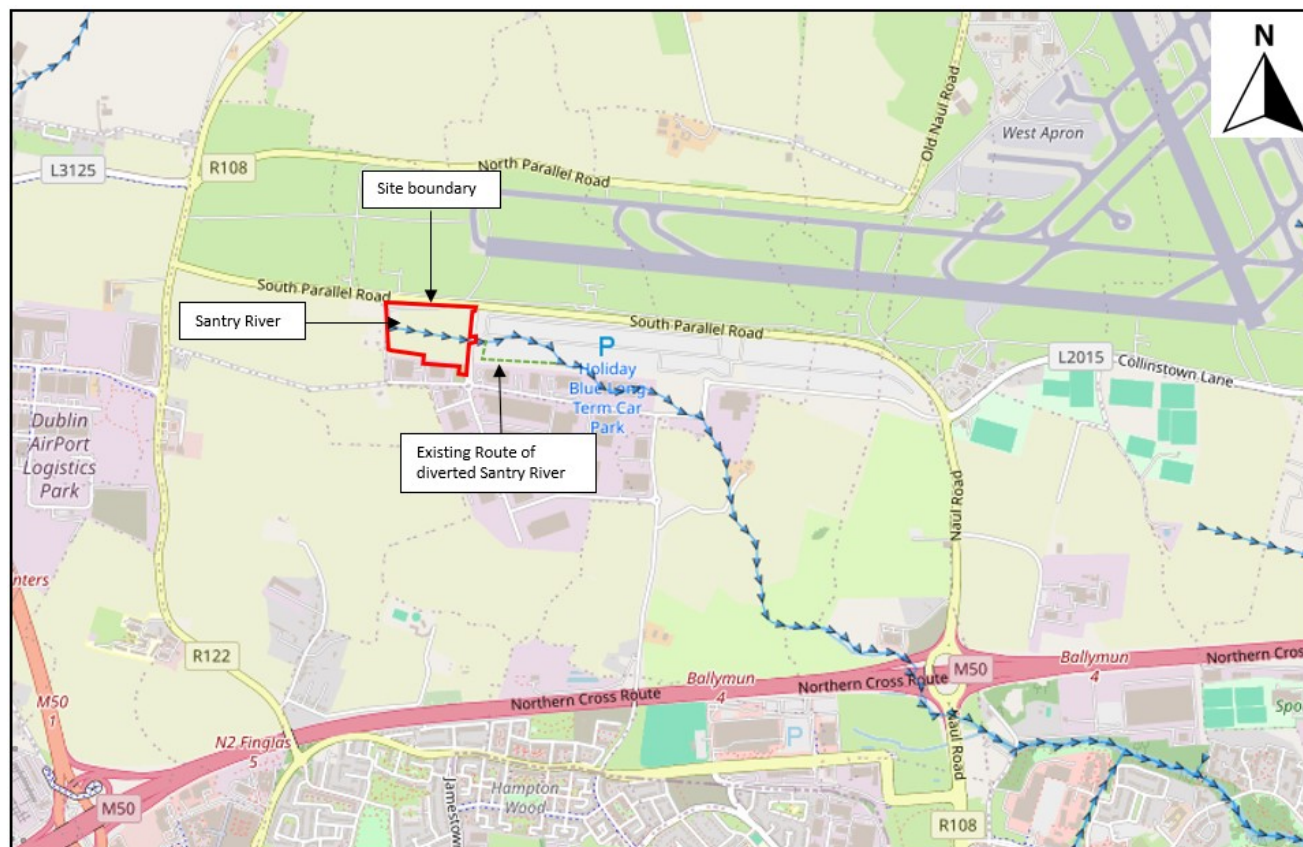 N
Old Naul Road
West Apron
L3125
R108
North Parallel Road
Site boundary
South Parallel Road
Santry River
South Parallel Road
P
Holiday
Blue Long
Term Car
Park
L2015
Collinstown Lane
Dublin
AirPort
Logistics
Park
Existing Route of
diverted Santry River
Naul Road
nters
R122
M50
1
Ballymun
4
M50
Ballymun
4
Northern Cross Route
Northern Cross Route
Northern Cross
N2 Finglas
5
P
Spo
Naul Road
M50
Jamestown
Hampton
Wood
R108